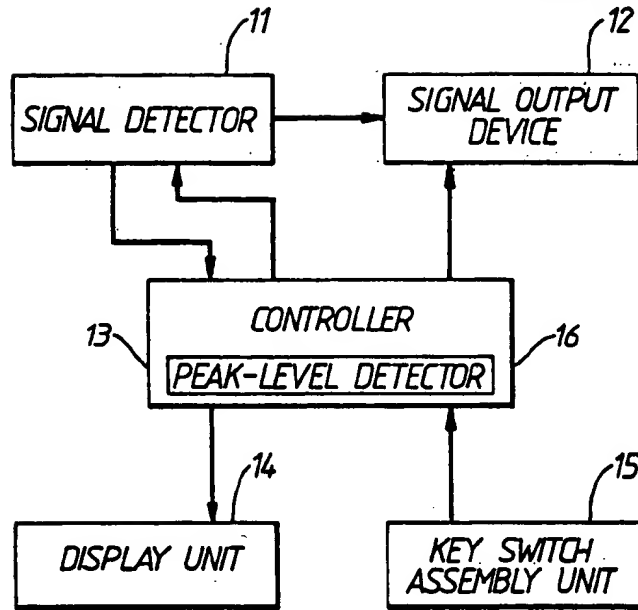 11
12
SIGNAL DETECTOR
SIGNAL OUTPUT
DEVICE
CONTROLLER
13
16
PEAK-LEVEL DETECTOR
14
15
DISPLAY UNIT
KEY SWITCH
ASSEMBLY UNIT